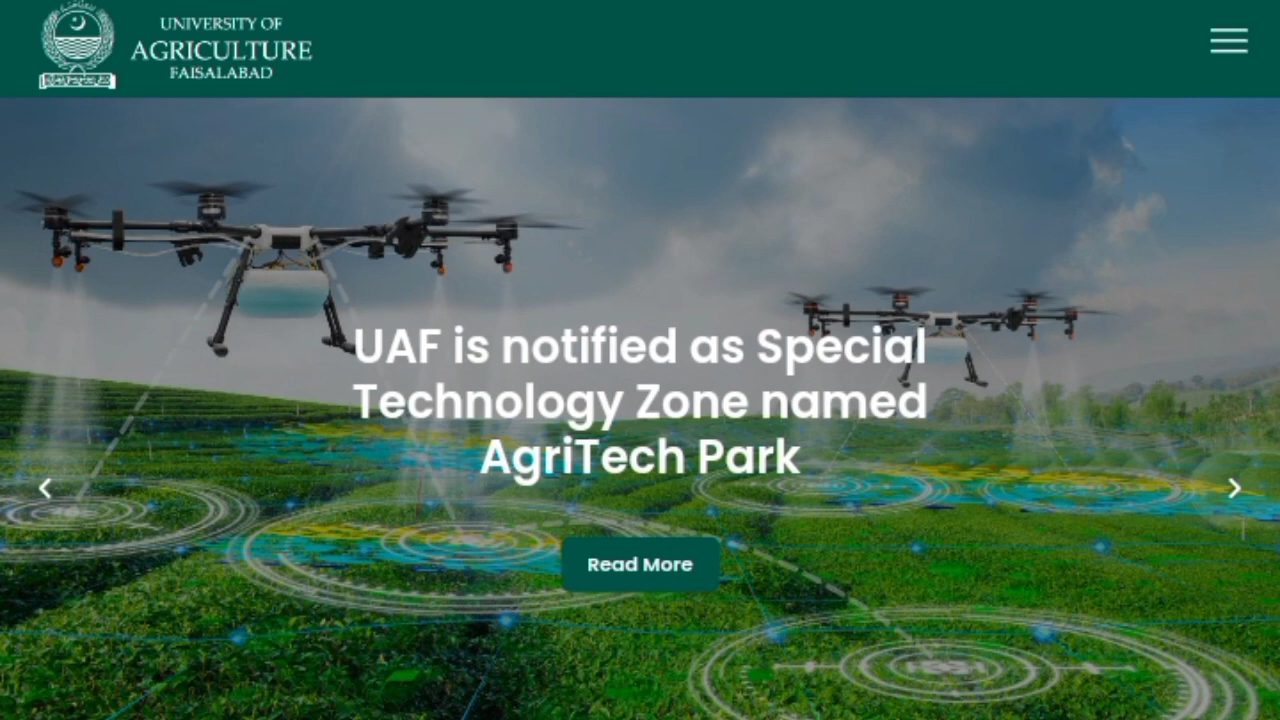 UNIVERSITY OF
AGRICULTURE
FAISALABAD
UAF is notified as Special
Technology Zone named
AgriTech Park
Read More